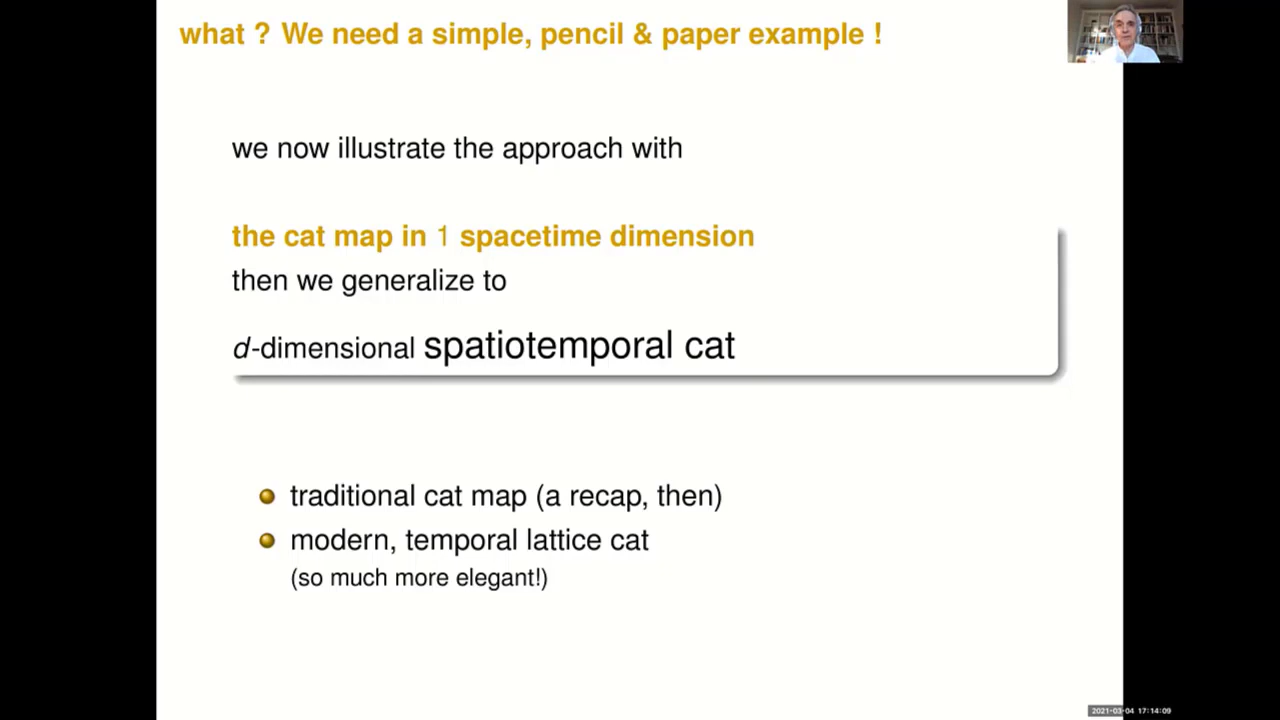 what ? We need a simple, pencil & paper example !
we now illustrate the approach with
the cat map in 1 spacetime dimension
then we generalize to
d-dimensional spatiotemporal cat
traditional cat map (a recap, then)
modern, temporal lattice cat
(so much more elegant!)
2021-03-04 17:14:09